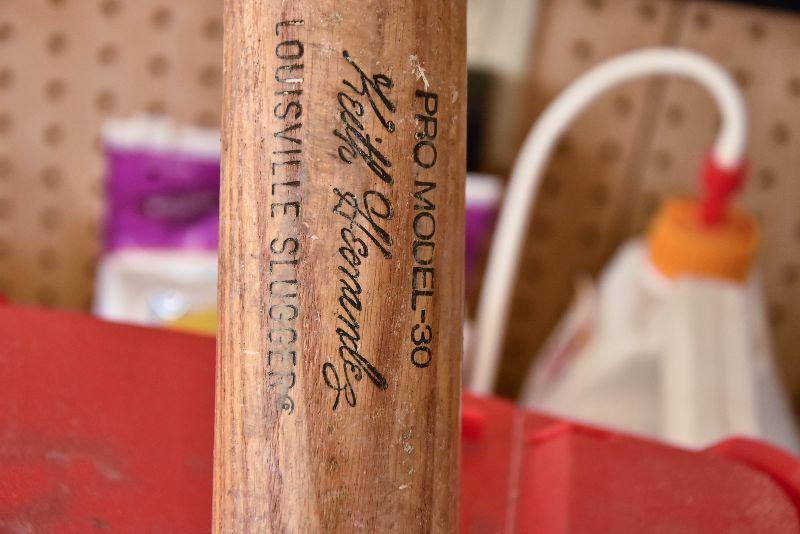 PRO MODEL-30
Keith Hernandez
LOUISVILLE SLUGGER®